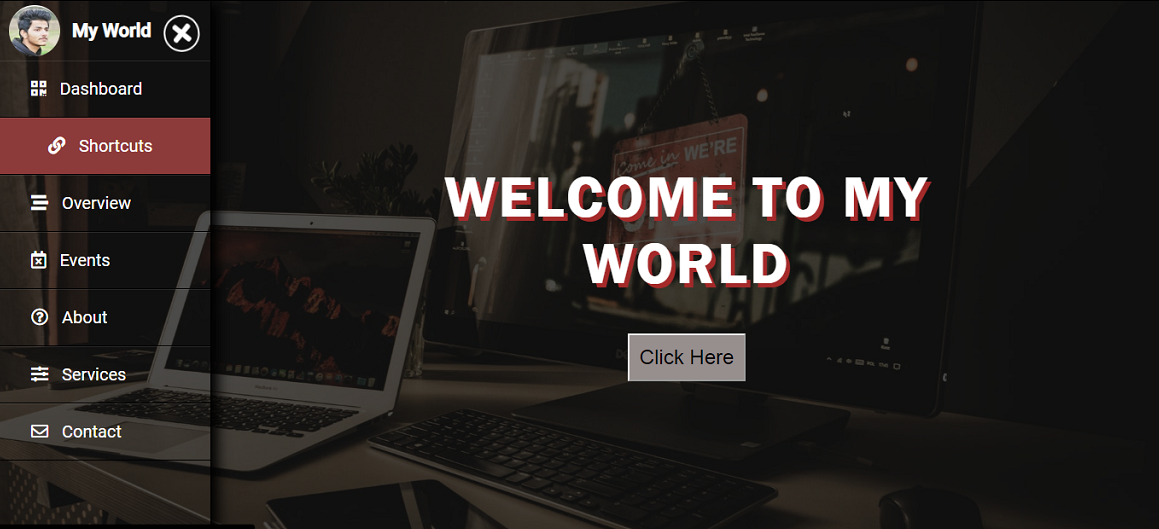 My World
Dashboard
Shortcuts
Overview
Events
About
Services
Contact
come in WE'RE
WELCOME TO MY
WORLD
Click Here